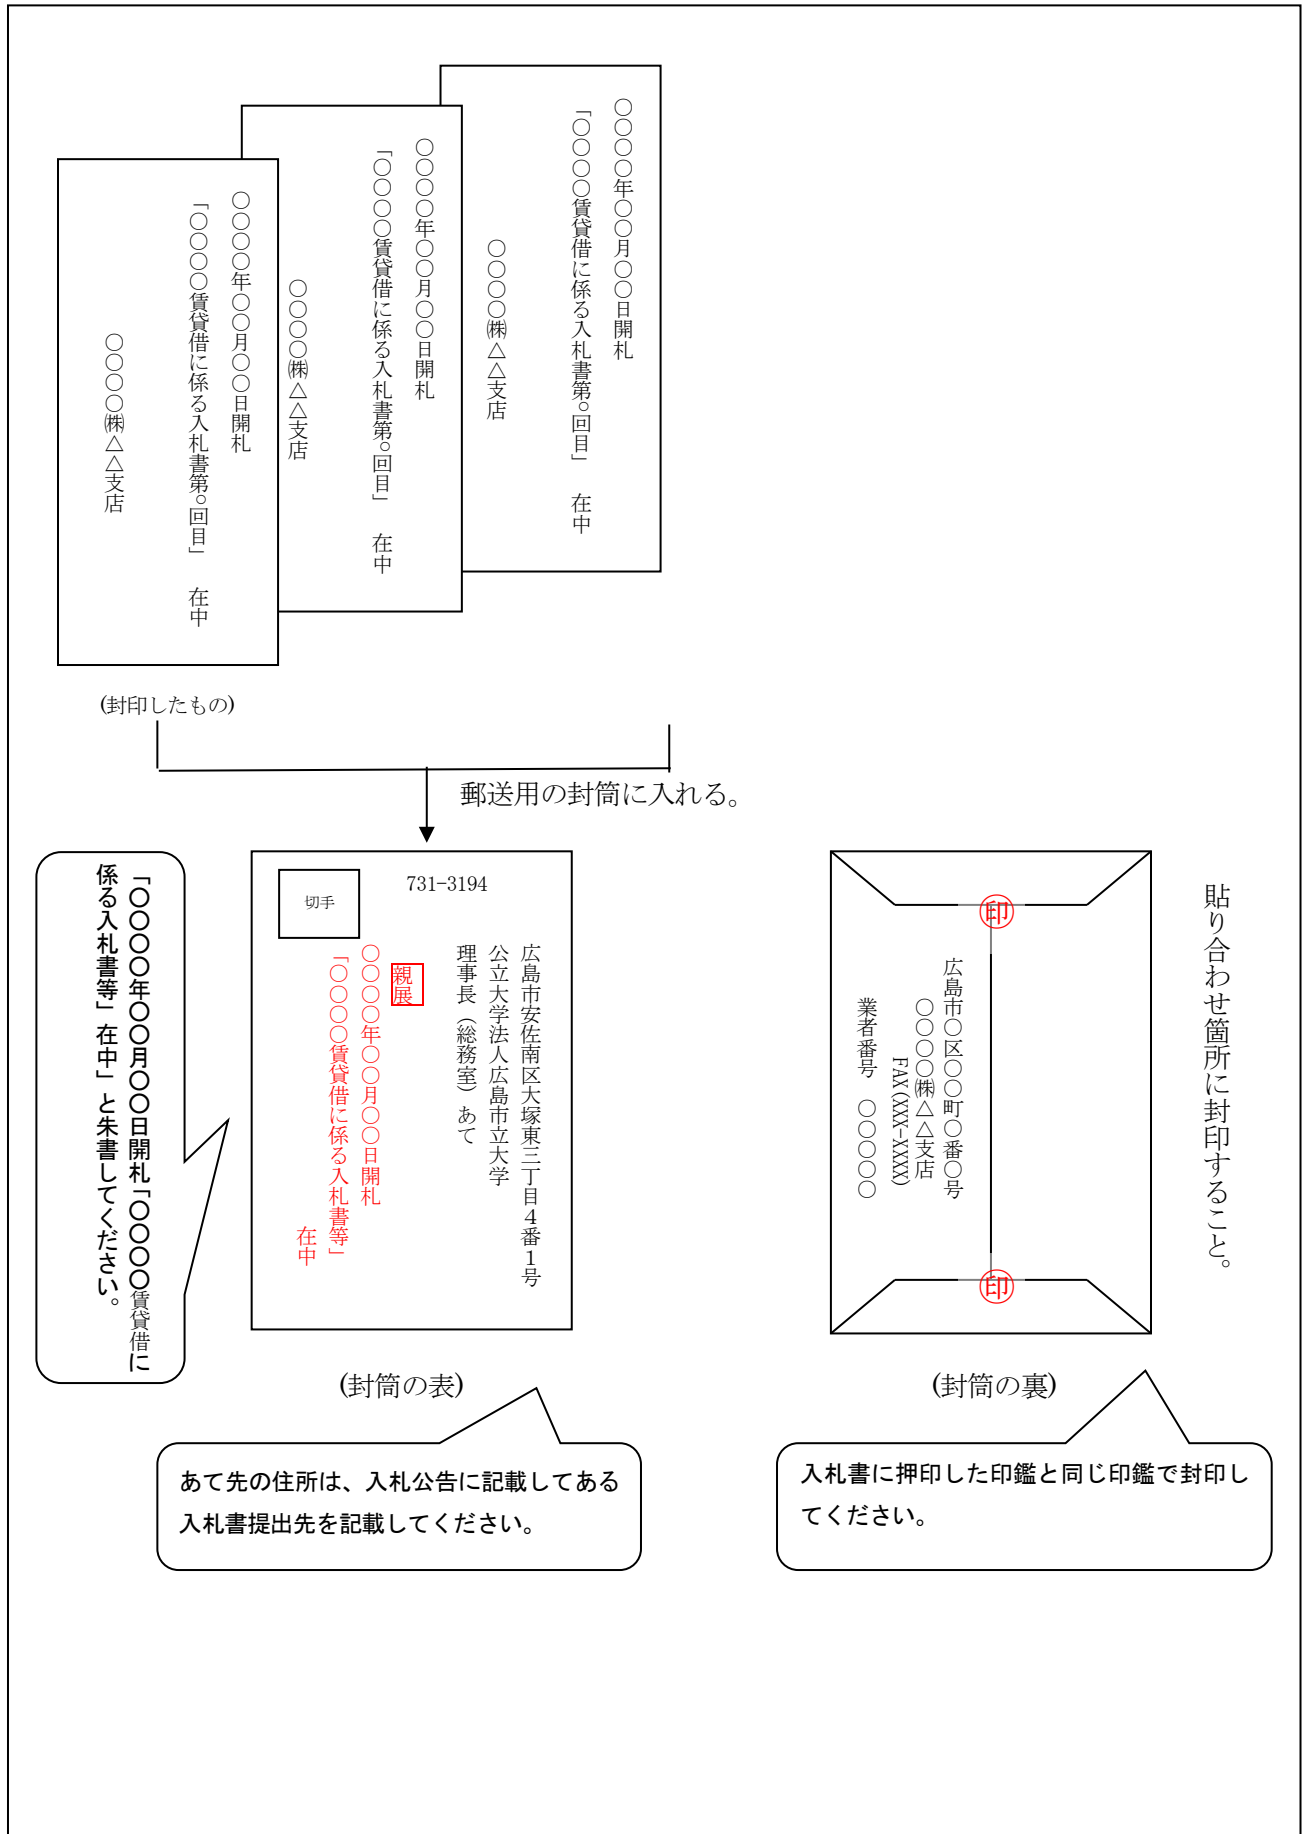 〇〇〇〇年〇〇月〇〇日開札
「〇〇〇〇賃貸借に係る入札書第○回目」　在中
〇〇〇〇㈱△△支店
〇〇〇〇年〇〇月〇〇日開札
「〇〇〇〇賃貸借に係る入札書第○回目」　在中
〇〇〇〇㈱△△支店
〇〇〇〇年〇〇月〇〇日開札
「〇〇〇〇賃貸借に係る入札書第○回目」　在中
〇〇〇〇㈱△△支店
(封印したもの)
郵送用の封筒に入れる。
「〇〇〇〇年〇〇月〇〇日開札「〇〇〇〇賃貸借に
係る入札書等」在中」と朱書してください。
切手
731-3194
広島市安佐南区大塚東三丁目4番1号
公立大学法人広島市立大学
理事長（総務室）あて
親展
〇〇〇〇年〇〇月〇〇日開札
「〇〇〇〇賃貸借に係る入札書等」
在中
(封筒の表)
あて先の住所は、入札公告に記載してある
入札書提出先を記載してください。
貼り合わせ箇所に封印すること。
印
広島市〇区〇〇町〇番〇号
〇〇〇〇㈱△△支店
FAX(XXX-XXXX)
業者番号　〇〇〇〇〇
印
(封筒の裏)
入札書に押印した印鑑と同じ印鑑で封印し
てください。